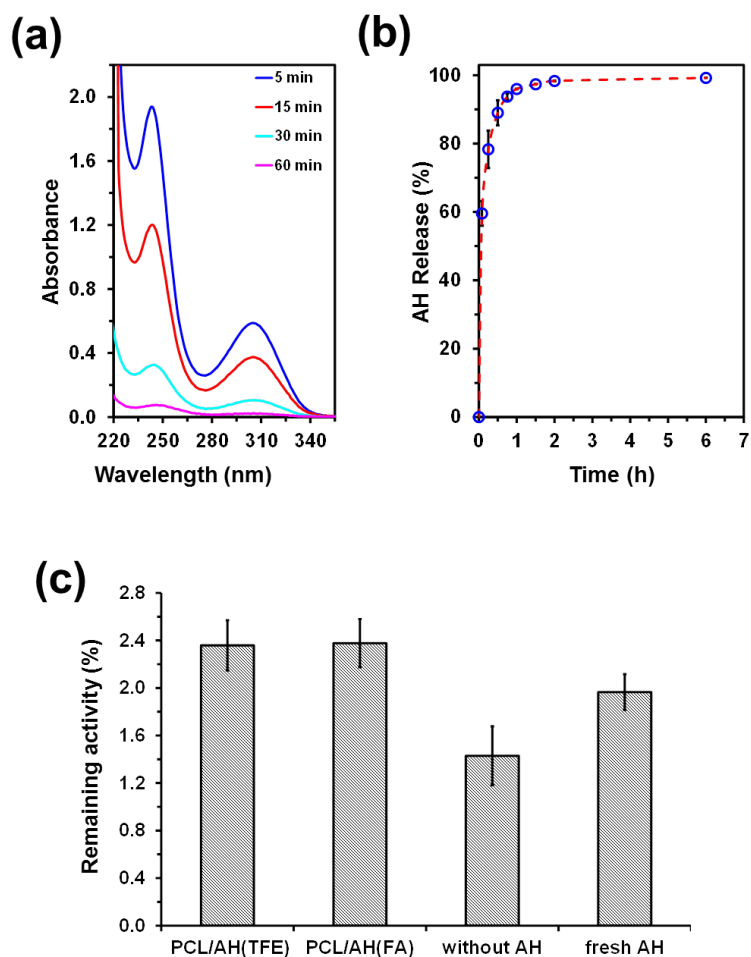 (a)
5 min
15 min
30 min
60 min
2.0
1.6
1.2
0.8
0.4
0.0
Absorbance
220 250 280 310 340
Wavelength (nm)
(b)
100
80
60
40
20
0
AH Release (%)
0 1 2 3 4 5 6 7
Time (h)
(c)
2.8
2.4
2.0
1.6
1.2
0.8
0.4
0.0
Remaining activity (%)
PCL/AH(TFE) PCL/AH(FA) without AH fresh AH